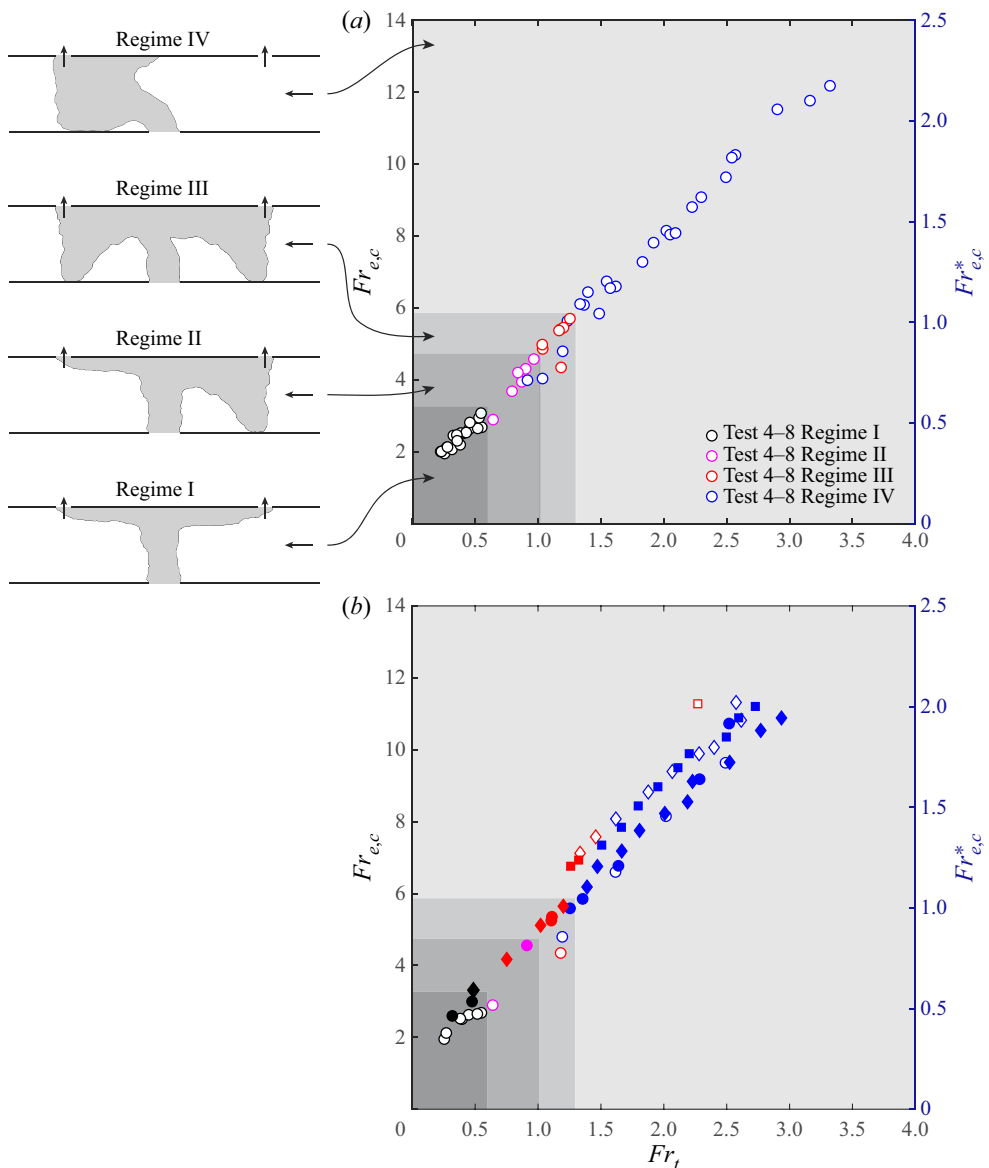 Regime IV
Regime III
Regime II
Regime I
(a)
14
12
10
8
6
4
2
0
0.5
1.0
1.5
2.0
2.5
3.0
3.5
4.0
Fr_{e,c}
2.5
2.0
1.5
1.0
0.5
0
Fr^*_{e,c}
Test 4–8 Regime I
Test 4–8 Regime II
Test 4–8 Regime III
Test 4–8 Regime IV
(b)
14
12
10
8
6
4
2
0
0.5
1.0
1.5
2.0
2.5
3.0
3.5
4.0
Fr_{e,c}
2.5
2.0
1.5
1.0
0.5
0
Fr^*_{e,c}
Fr_t